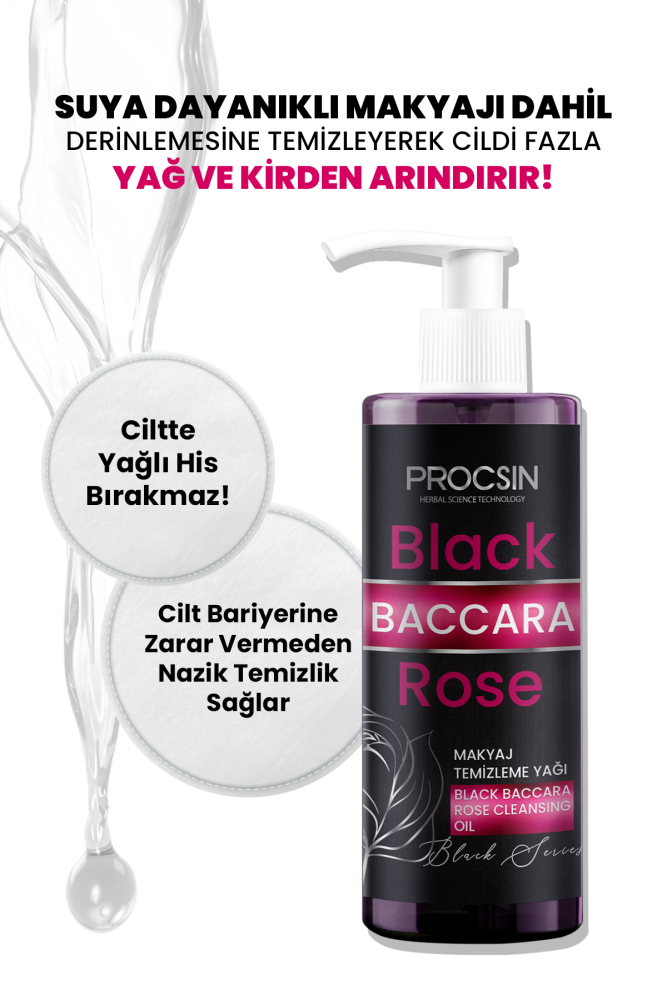 SUYA DAYANIKLI MAKYAJI DAHİL
DERİNLEMESİNE TEMİZLEYEREK CİLDİ FAZLA
YAĞ VE KİRDEN ARINDIRIR!
Ciltte
Yağlı His
Bırakmaz!
Cilt Bariyerine
Zarar Vermeden
Nazik Temizlik
Sağlar
PROCSIN
HERBAL SCIENCE TECHNOLOGY
Black
BACCARA
Rose
MAKYAJ
TEMİZLEME YAĞI
BLACK BACCARA
ROSE CLEANSING
OIL
Black Series